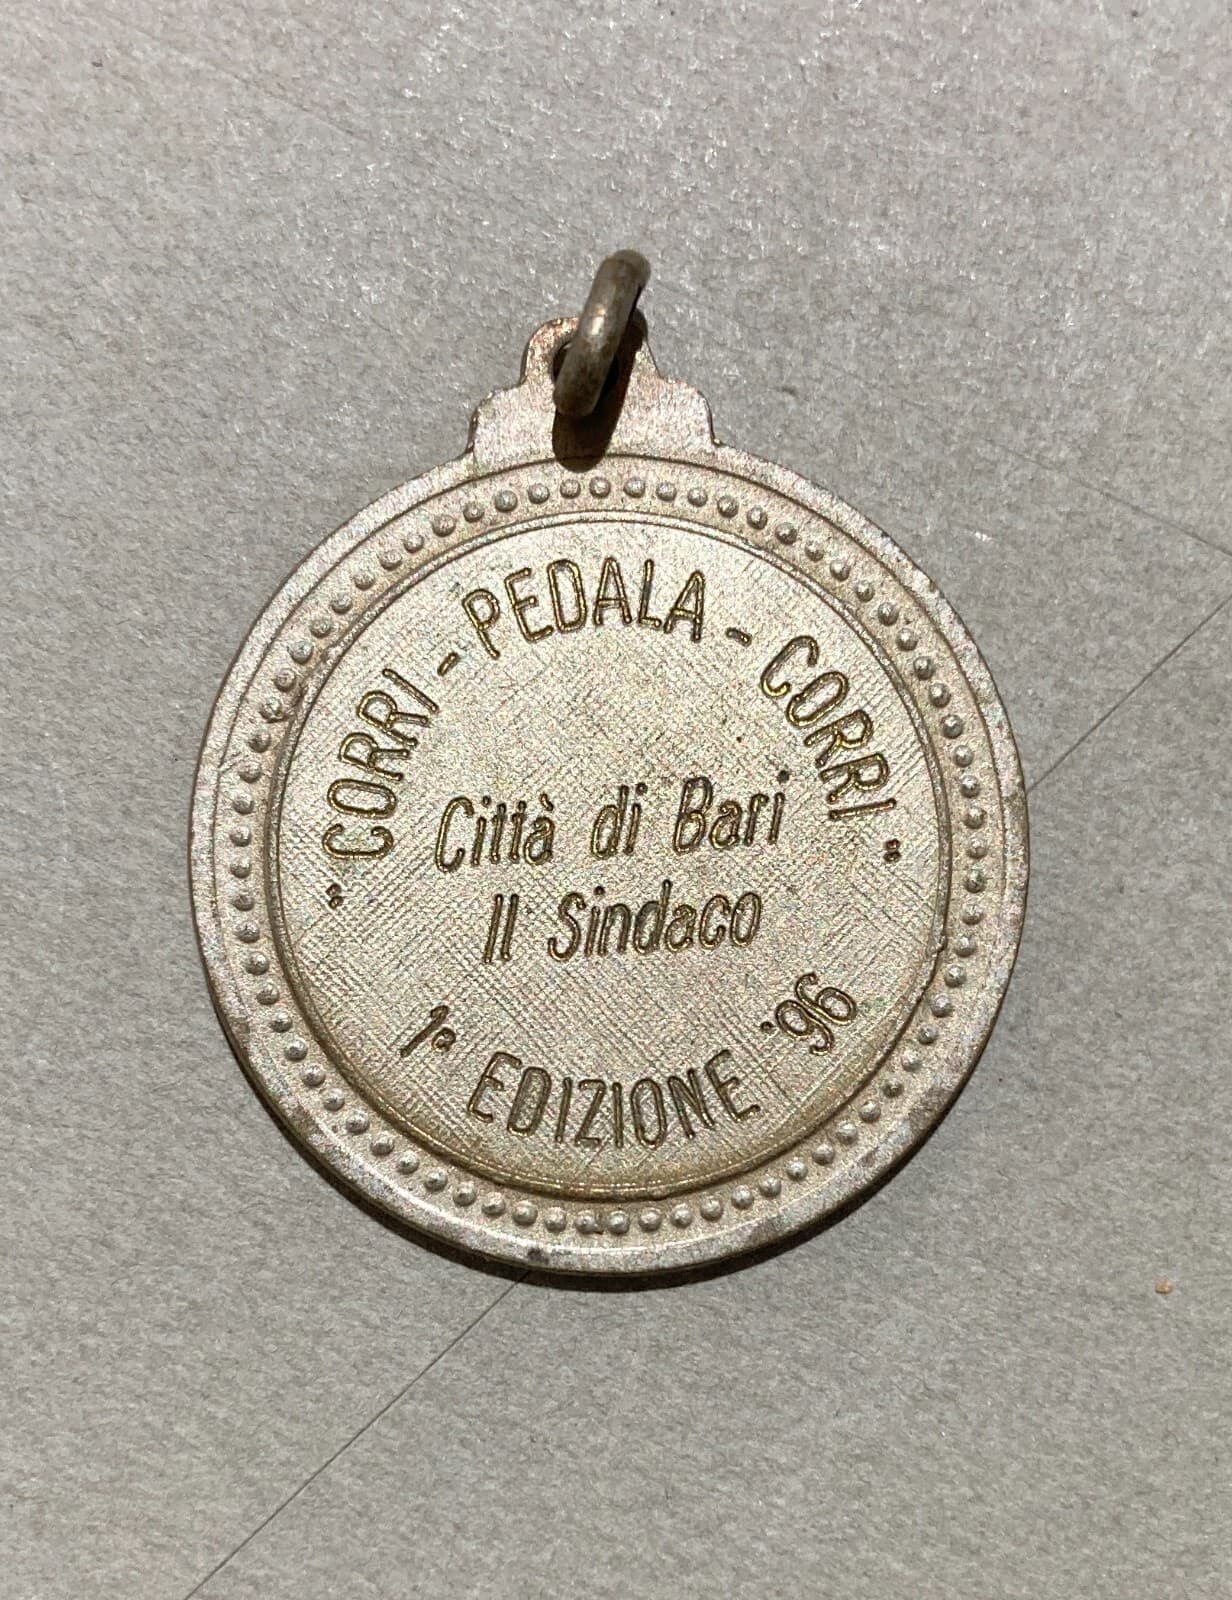 "CORRI - PEDALA - CORRI"
Città di Bari
Il Sindaco
1ª EDIZIONE '96